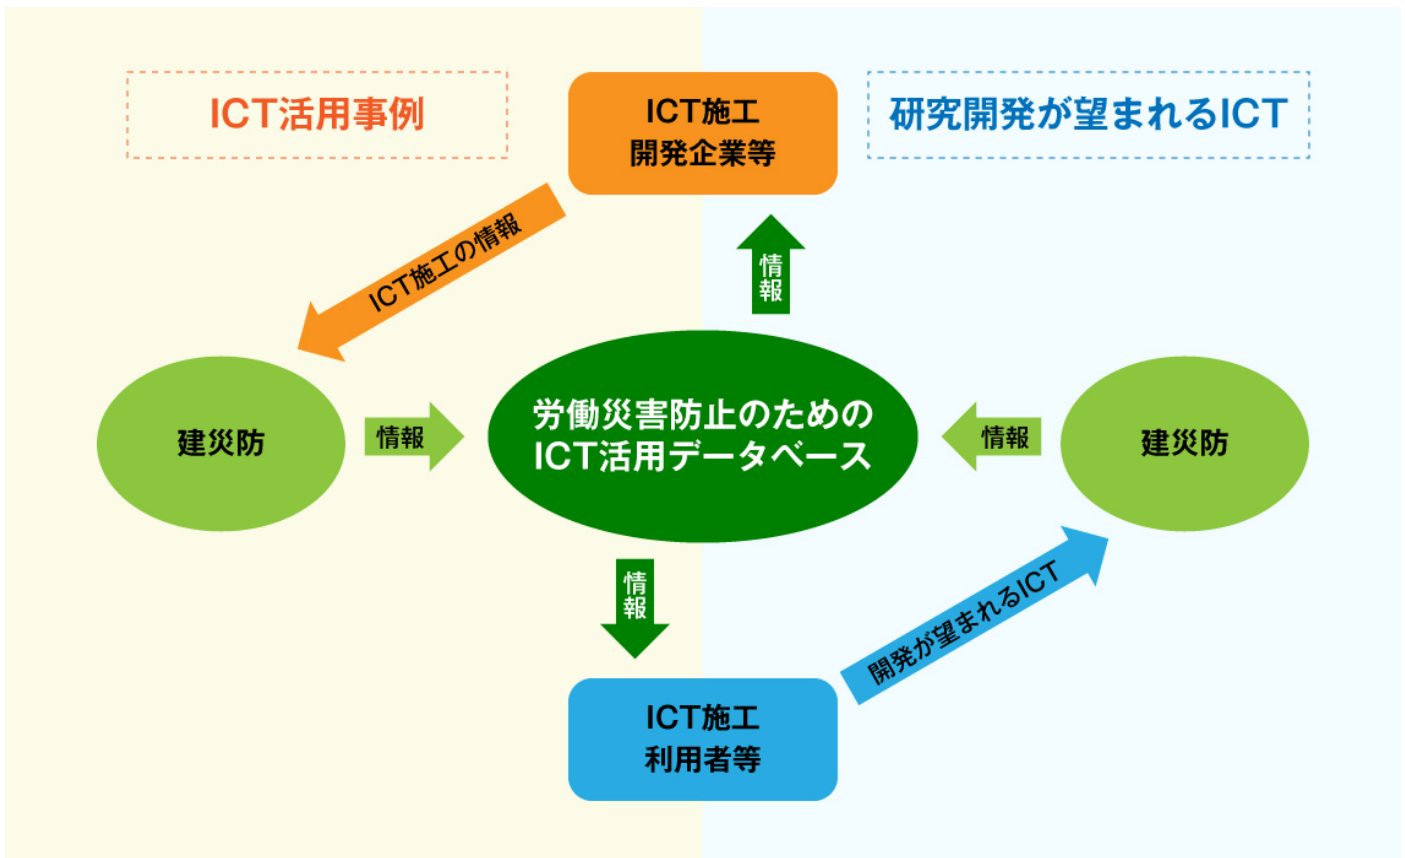 ICT活用事例
ICT施工
開発企業等
研究開発が望まれるICT
ICT施工の情報
情報
建災防
情報
労働災害防止のための
ICT活用データベース
情報
建災防
情報
開発が望まれるICT
ICT施工
利用者等